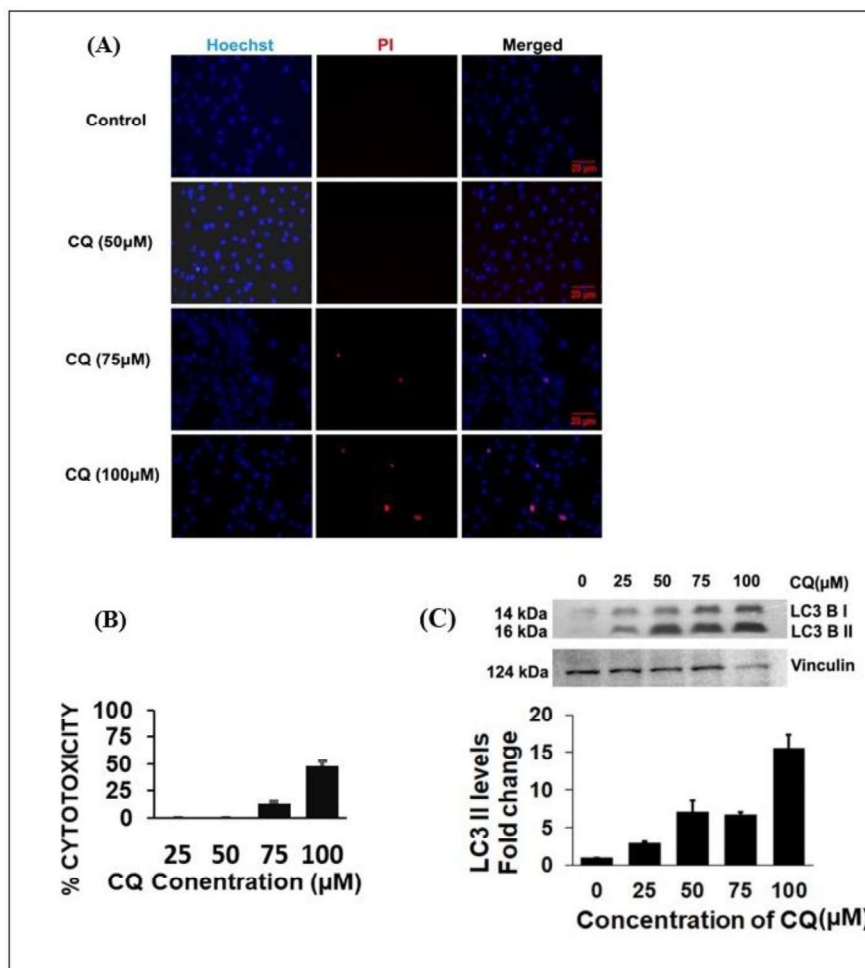 (A)
Hoechst PI Merged
Control
20 µm
CQ (50µM)
20 µm
CQ (75µM)
20 µm
CQ (100µM)
(B)
100
75
50
25
0
% CYTOTOXICITY
25 50 75 100
CQ Conentration (µM)
(C)
0 25 50 75 100 CQ(µM)
14 kDa LC3 B I
16 kDa LC3 B II
124 kDa Vinculin
20
15
10
5
0
LC3 II levels
Fold change
0 25 50 75 100
Concentration of CQ(µM)